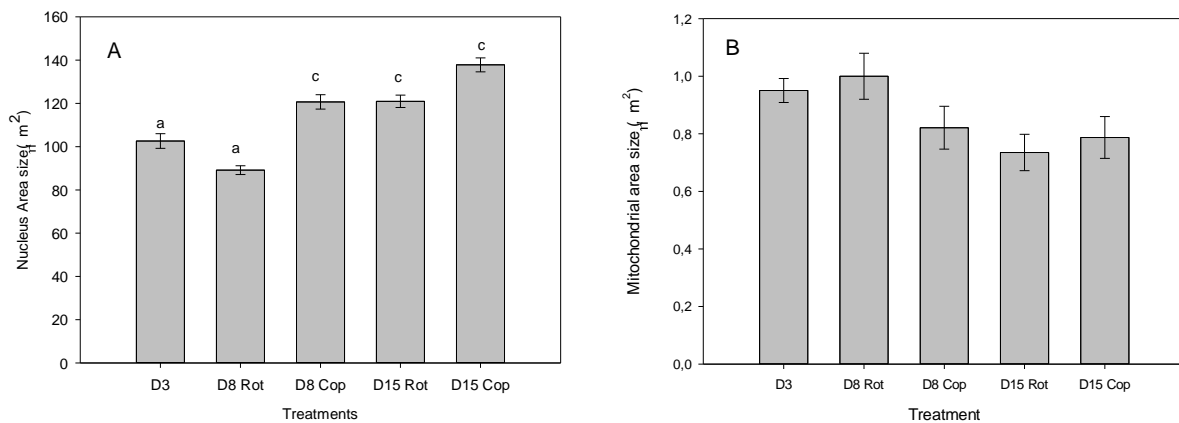 A
Nucleus Area size ( m²)
160
140
120
100
80
60
40
20
0
a
a
c
c
c
D3
D8 Rot
D8 Cop
D15 Rot
D15 Cop
Treatments
B
Mitochondrial area size ( m²)
1,2
1,0
0,8
0,6
0,4
0,2
0,0
D3
D8 Rot
D8 Cop
D15 Rot
D15 Cop
Treatment